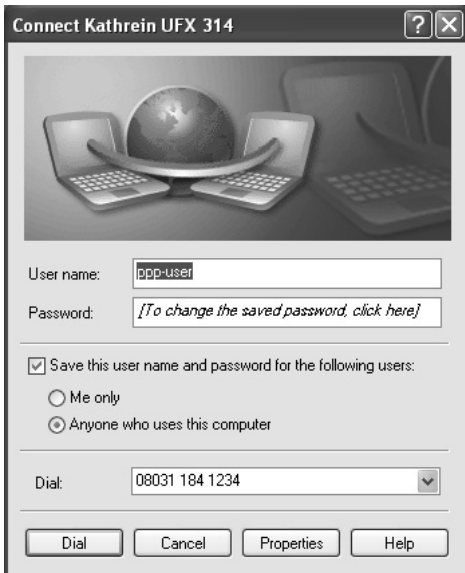 Connect Kathrein UFX 314
User name: ppp-user
Password: [To change the saved password, click here]
Save this user name and password for the following users:
Me only
Anyone who uses this computer
Dial: 08031 184 1234
Dial Cancel Properties Help